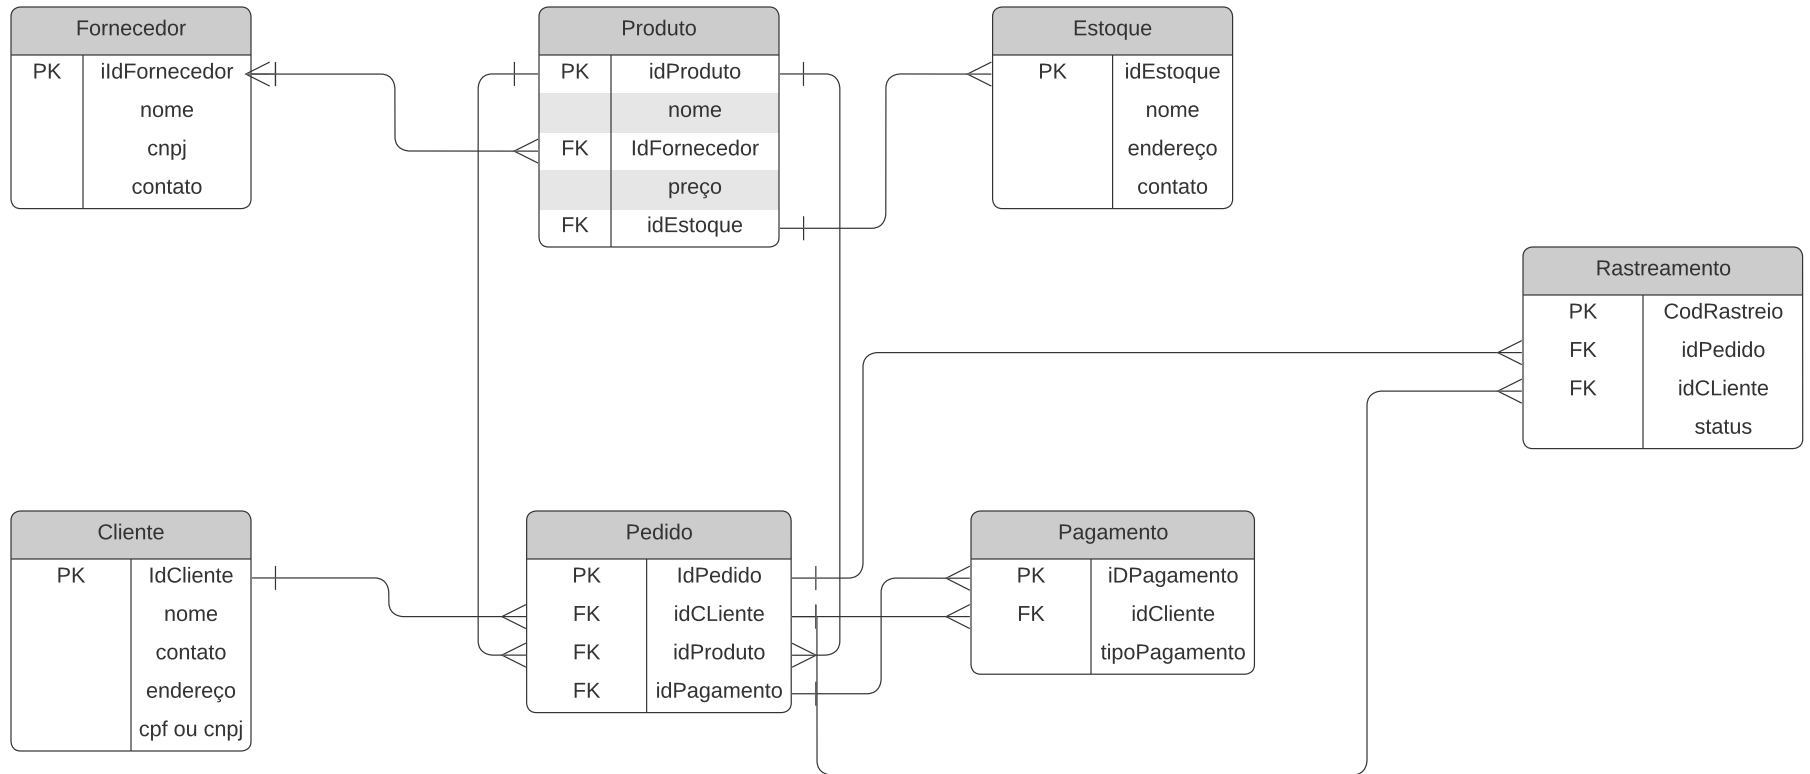 Fornecedor
PK iIdFornecedor
nome
cnpj
contato
Produto
PK idProduto
nome
FK IdFornecedor
preço
FK idEstoque
Estoque
PK idEstoque
nome
endereço
contato
Rastreamento
PK CodRastreio
FK idPedido
FK idCLiente
status
Cliente
PK IdCliente
nome
contato
endereço
cpf ou cnpj
Pedido
PK IdPedido
FK idCLiente
FK idProduto
FK idPagamento
Pagamento
PK iDPagamento
FK idCliente
tipoPagamento